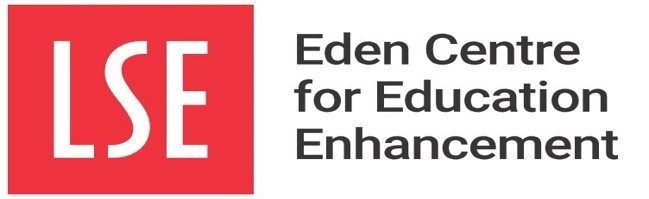 LSE
Eden Centre
for Education
Enhancement